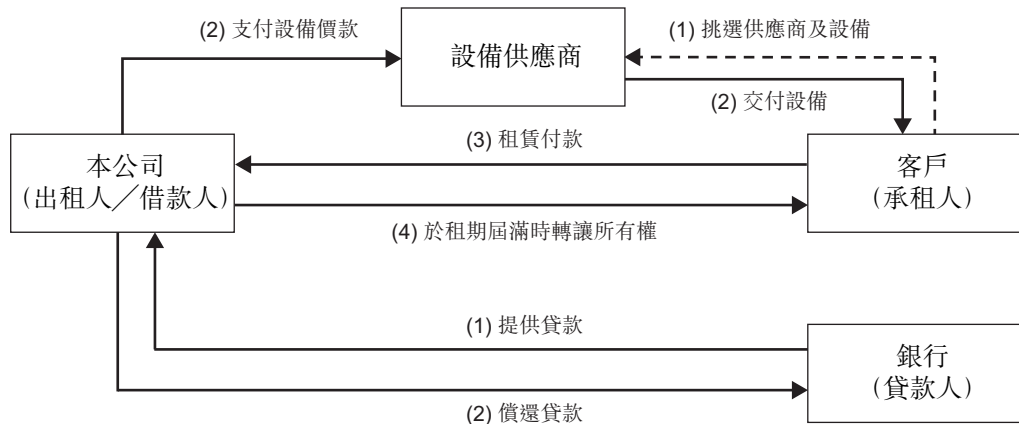 (2) 支付設備價款
(1) 挑選供應商及設備
設備供應商
(2) 交付設備
(3) 租賃付款
本公司
(出租人／借款人)
客戶
(承租人)
(4) 於租期屆滿時轉讓所有權
(1) 提供貸款
銀行
(貸款人)
(2) 償還貸款